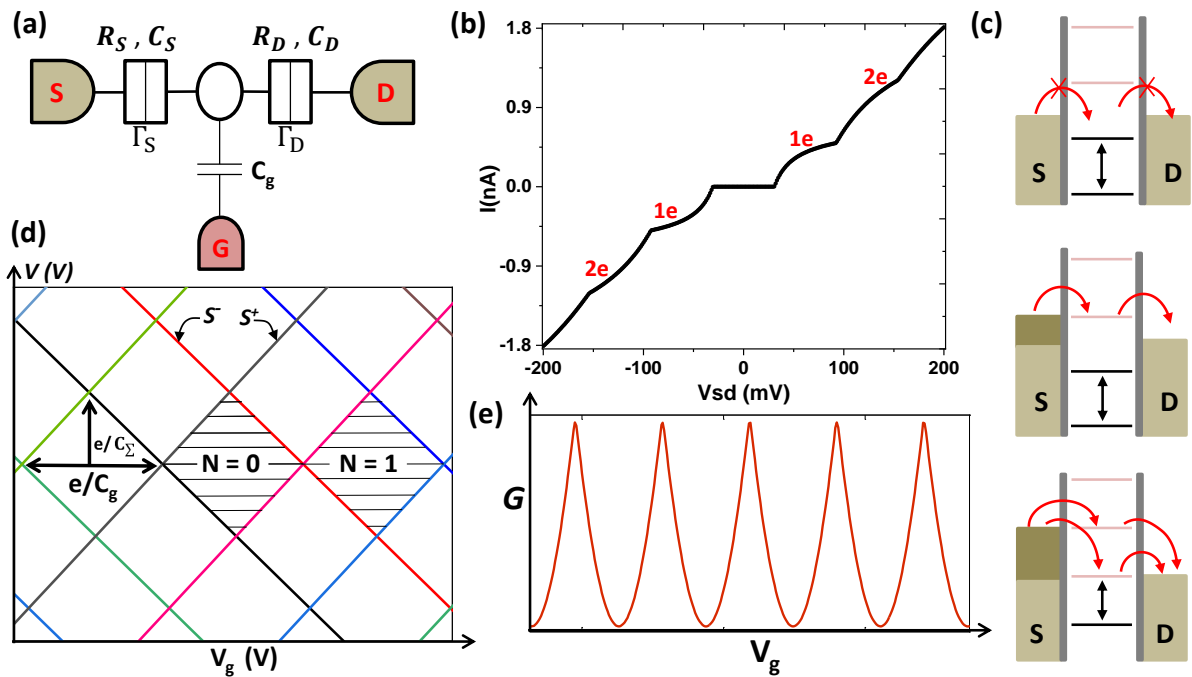 (a)
R_S , C_S
R_D , C_D
S
D
Γ_S
Γ_D
C_g
G
(b)
1.8
0.9
0.0
-0.9
-1.8
I(nA)
2e
1e
1e
2e
-200
-100
0
100
200
Vsd (mV)
(c)
S
D
S
D
S
D
(d)
V (V)
S⁻
S⁺
e/C_Σ
e/C_g
N = 0
N = 1
V_g (V)
(e)
G
V_g